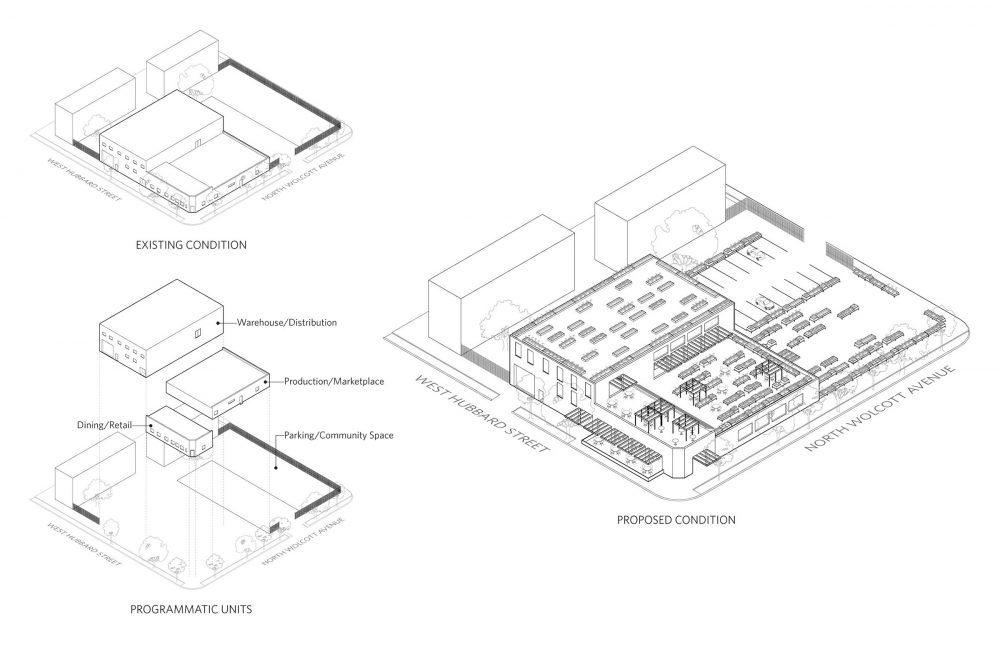 WEST HUBBARD STREET
NORTH WOLCOTT AVENUE
EXISTING CONDITION
Warehouse/Distribution
Production/Marketplace
Dining/Retail
Parking/Community Space
WEST HUBBARD STREET
NORTH WOLCOTT AVENUE
PROGRAMMATIC UNITS
WEST HUBBARD STREET
NORTH WOLCOTT AVENUE
PROPOSED CONDITION